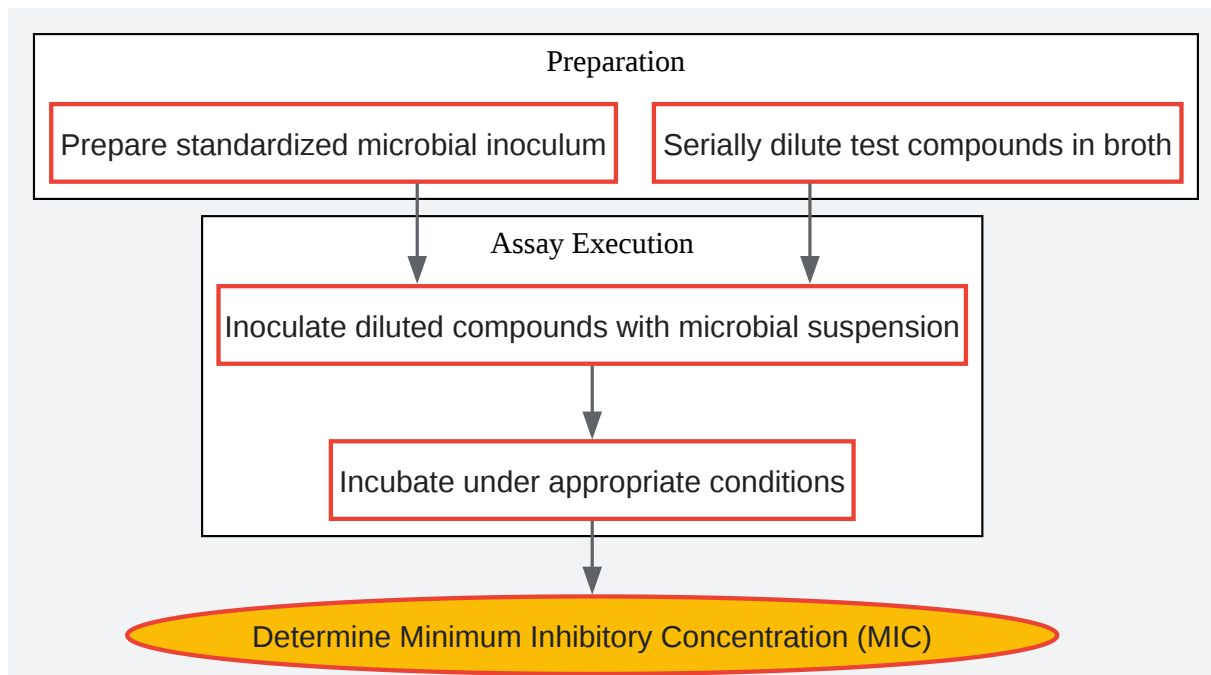 Preparation
Prepare standardized microbial inoculum
Serially dilute test compounds in broth
Assay Execution
Inoculate diluted compounds with microbial suspension
Incubate under appropriate conditions
Determine Minimum Inhibitory Concentration (MIC)